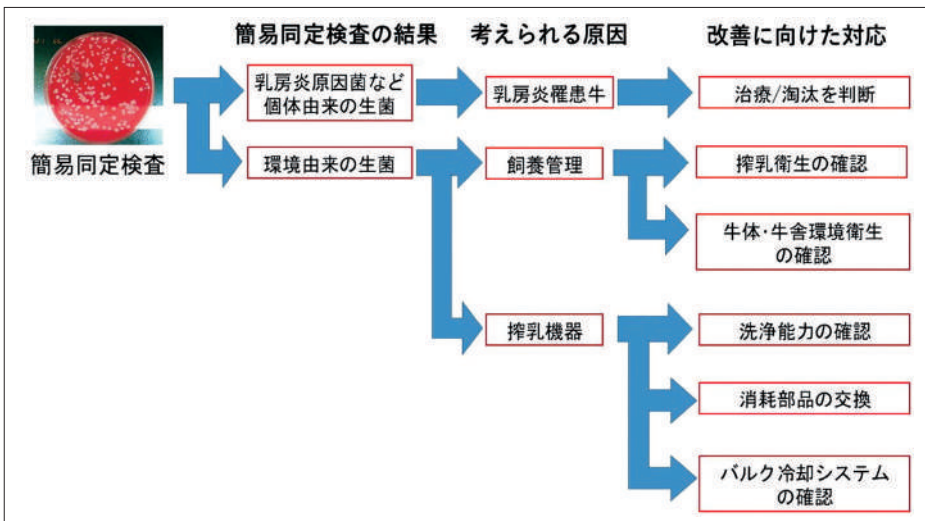 簡易同定検査の結果
考えられる原因
改善に向けた対応
簡易同定検査
乳房炎原因菌など
個体由来の生菌
乳房炎罹患牛
治療/淘汰を判断
環境由来の生菌
飼養管理
搾乳衛生の確認
牛体・牛舎環境衛生
の確認
搾乳機器
洗浄能力の確認
消耗部品の交換
バルク冷却システム
の確認